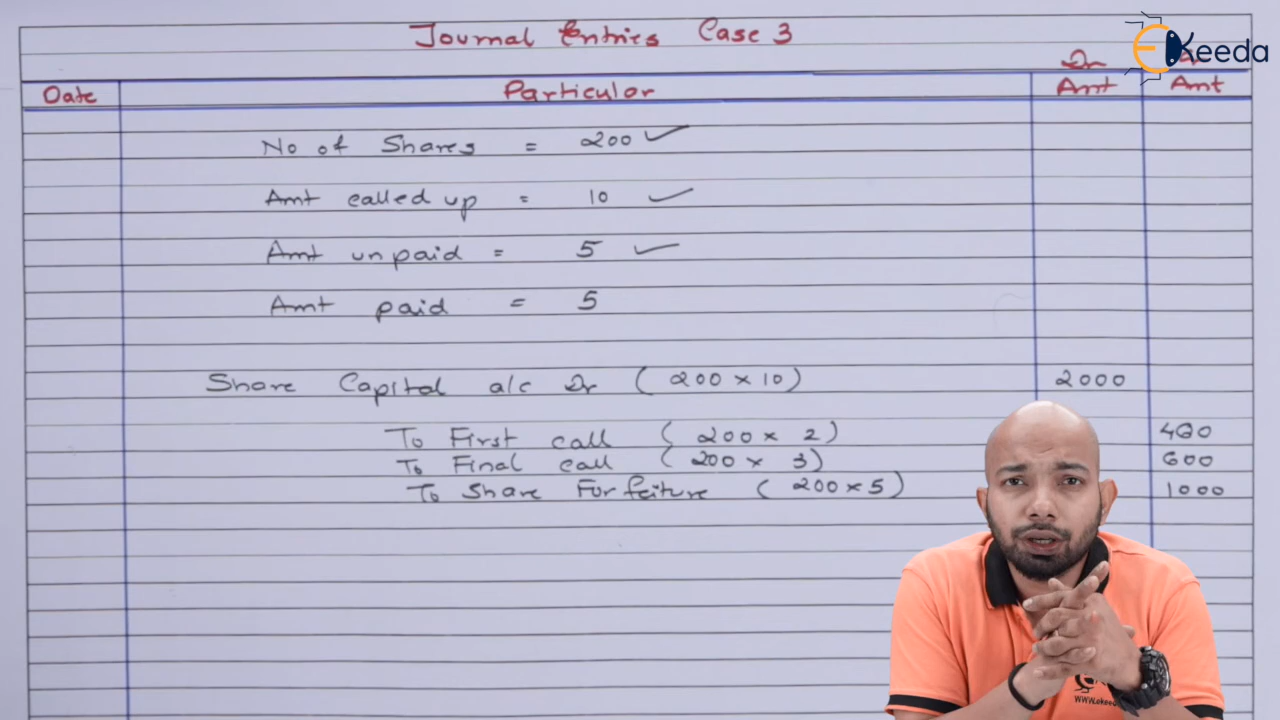 Journal Entries Case 3
EKeeda
Date Particular Dr Amt Amt
No of Shares = 200
Amt called up = 10
Amt unpaid = 5
Amt paid = 5
Share Capital a/c Dr ( 200 x 10 ) 2000
To First call ( 200 x 2 ) 400
To Final call ( 200 x 3 ) 600
To Share Forfeiture ( 200 x 5 ) 1000